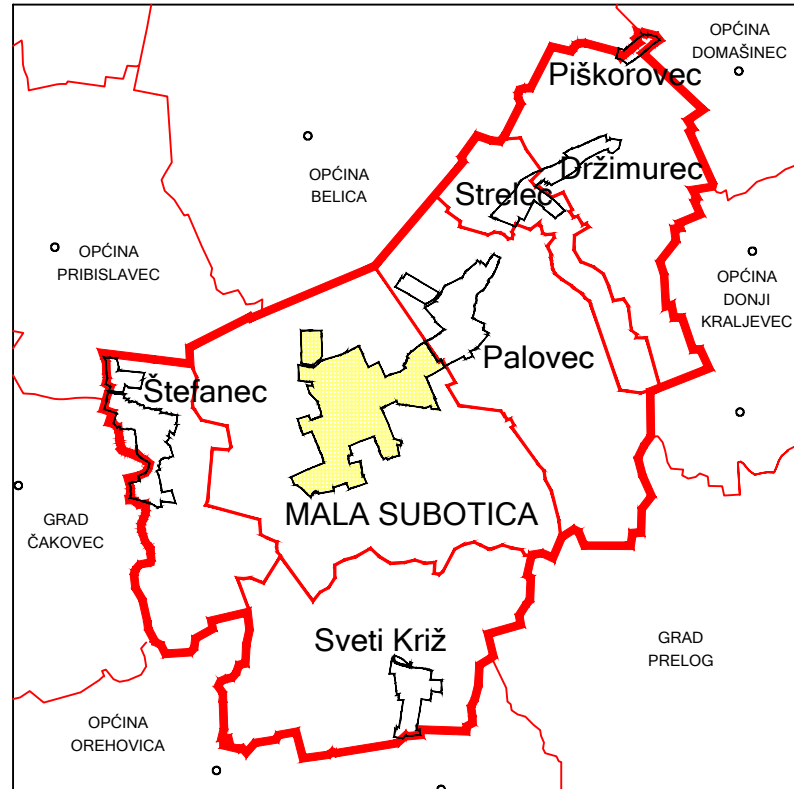 OPĆINA
DOMAŠINEC
Piškorovec
OPĆINA
BELICA
Držimurec
Strelec
OPĆINA
PRIBISLAVEC
OPĆINA
DONJI
KRALJEVEC
Palovec
Štefanec
MALA SUBOTICA
GRAD
ČAKOVEC
Sveti Križ
GRAD
PRELOG
OPĆINA
OREHOVICA